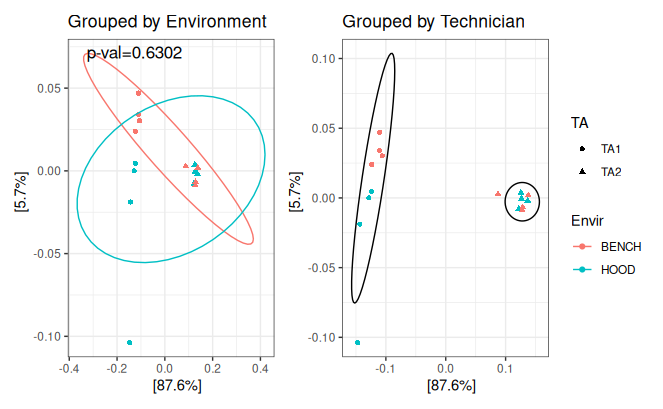 Grouped by Environment
p-val=0.6302
0.05
0.00
-0.05
-0.10
[5.7%]
-0.4 -0.2 0.0 0.2 0.4
[87.6%]
Grouped by Technician
0.10
0.05
0.00
-0.05
-0.10
[5.7%]
-0.1 0.0 0.1
[87.6%]
TA
TA1
TA2
Envir
BENCH
HOOD